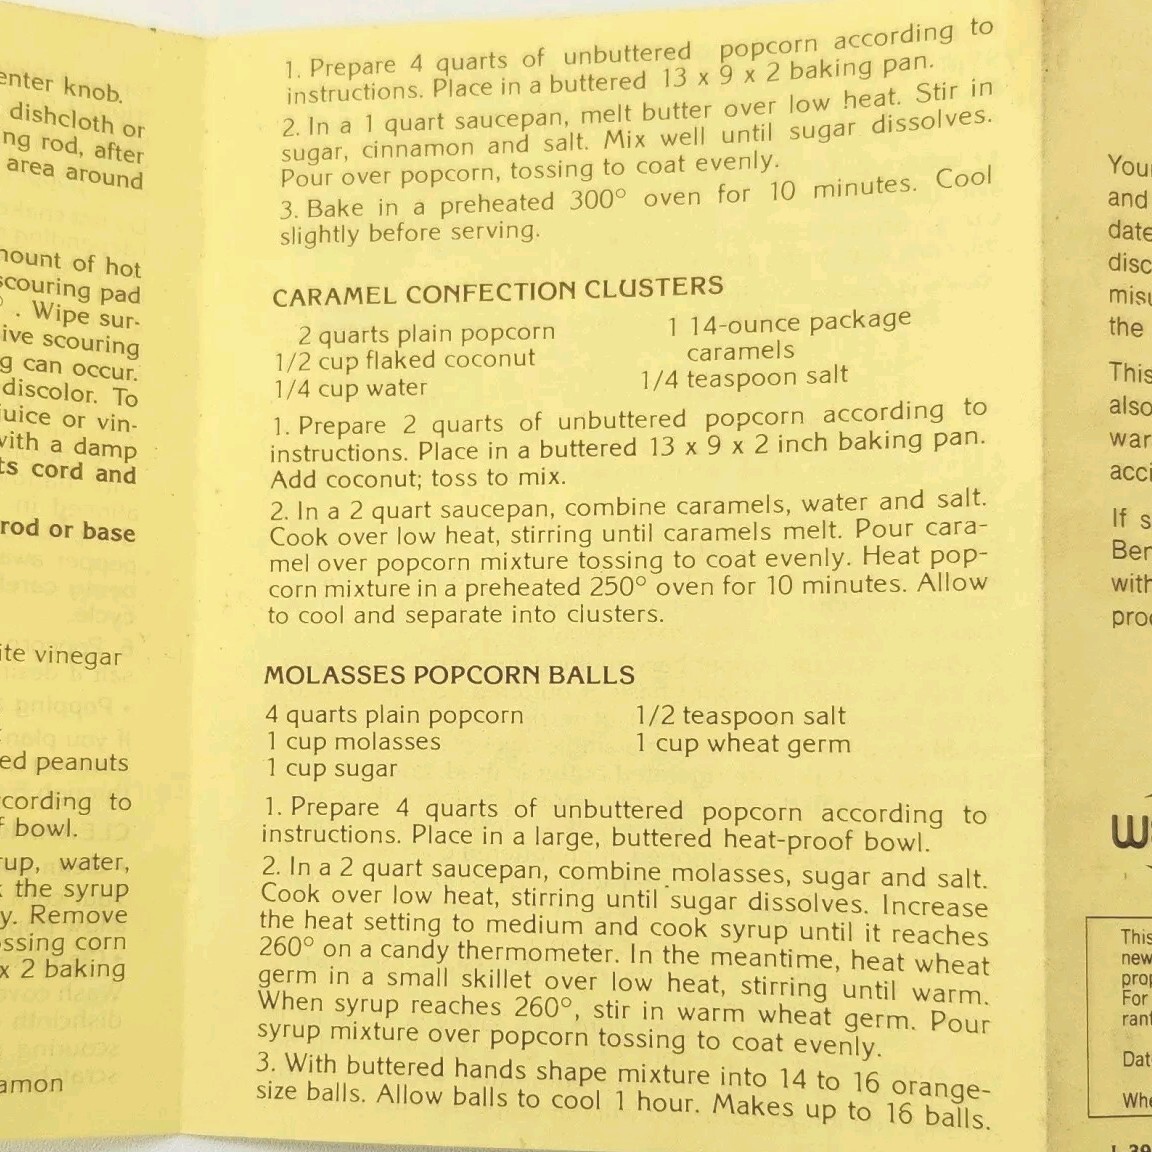 enter knob.
dishcloth or
ng rod, after
area around
nount of hot
scouring pad
. Wipe sur-
ive scouring
g can occur.
discolor. To
juice or vin-
with a damp
ts cord and
rod or base
ite vinegar
ed peanuts
cording to
f bowl.
rup, water,
the syrup
y. Remove
ossing corn
x 2 baking
amon
1. Prepare 4 quarts of unbuttered popcorn according to
instructions. Place in a buttered 13 x 9 x 2 baking pan.
2. In a 1 quart saucepan, melt butter over low heat. Stir in
sugar, cinnamon and salt. Mix well until sugar dissolves.
Pour over popcorn, tossing to coat evenly.
3. Bake in a preheated 300° oven for 10 minutes. Cool
slightly before serving.
CARAMEL CONFECTION CLUSTERS
2 quarts plain popcorn
1/2 cup flaked coconut
1/4 cup water
1 14-ounce package
caramels
1/4 teaspoon salt
1. Prepare 2 quarts of unbuttered popcorn according to
instructions. Place in a buttered 13 x 9 x 2 inch baking pan.
Add coconut; toss to mix.
2. In a 2 quart saucepan, combine caramels, water and salt.
Cook over low heat, stirring until caramels melt. Pour cara-
mel over popcorn mixture tossing to coat evenly. Heat pop-
corn mixture in a preheated 250° oven for 10 minutes. Allow
to cool and separate into clusters.
MOLASSES POPCORN BALLS
4 quarts plain popcorn
1 cup molasses
1 cup sugar
1/2 teaspoon salt
1 cup wheat germ
1. Prepare 4 quarts of unbuttered popcorn according to
instructions. Place in a large, buttered heat-proof bowl.
2. In a 2 quart saucepan, combine molasses, sugar and salt.
Cook over low heat, stirring until sugar dissolves. Increase
the heat setting to medium and cook syrup until it reaches
260° on a candy thermometer. In the meantime, heat wheat
germ in a small skillet over low heat, stirring until warm.
When syrup reaches 260°, stir in warm wheat germ. Pour
syrup mixture over popcorn tossing to coat evenly.
3. With buttered hands shape mixture into 14 to 16 orange-
size balls. Allow balls to cool 1 hour. Makes up to 16 balls.
Your
and
date
disc
misu
the
This
also
war
acci
If s
Ben
with
prod
This
new
prop
For
rant
Date
Whe